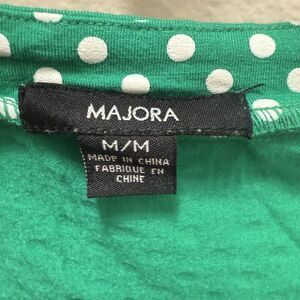 MAJORA
M/M
MADE IN CHINA
FABRIQUE EN
CHINE